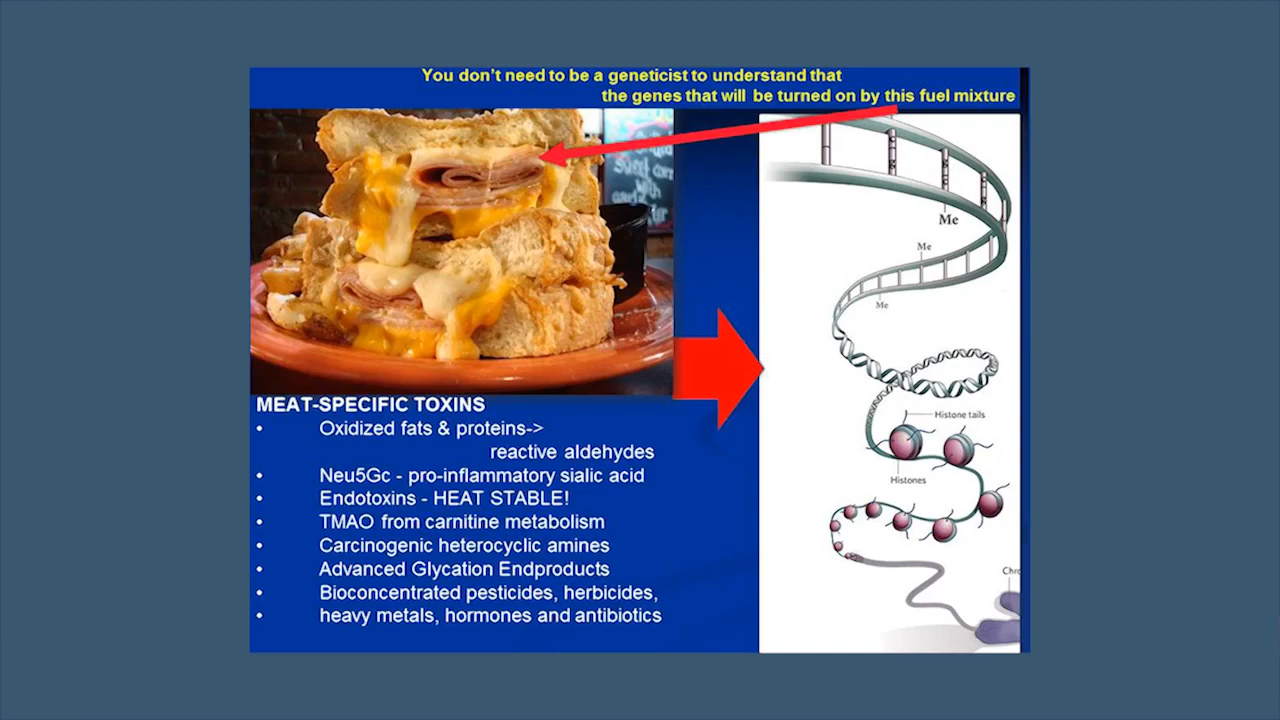 You don't need to be a geneticist to understand that
the genes that will be turned on by this fuel mixture
MEAT-SPECIFIC TOXINS
• Oxidized fats & proteins->
reactive aldehydes
• Neu5Gc - pro-inflammatory sialic acid
• Endotoxins - HEAT STABLE!
• TMAO from carnitine metabolism
• Carcinogenic heterocyclic amines
• Advanced Glycation Endproducts
• Bioconcentrated pesticides, herbicides,
• heavy metals, hormones and antibiotics
with
Me
Me
Me
Histone tails
Histones
Chro